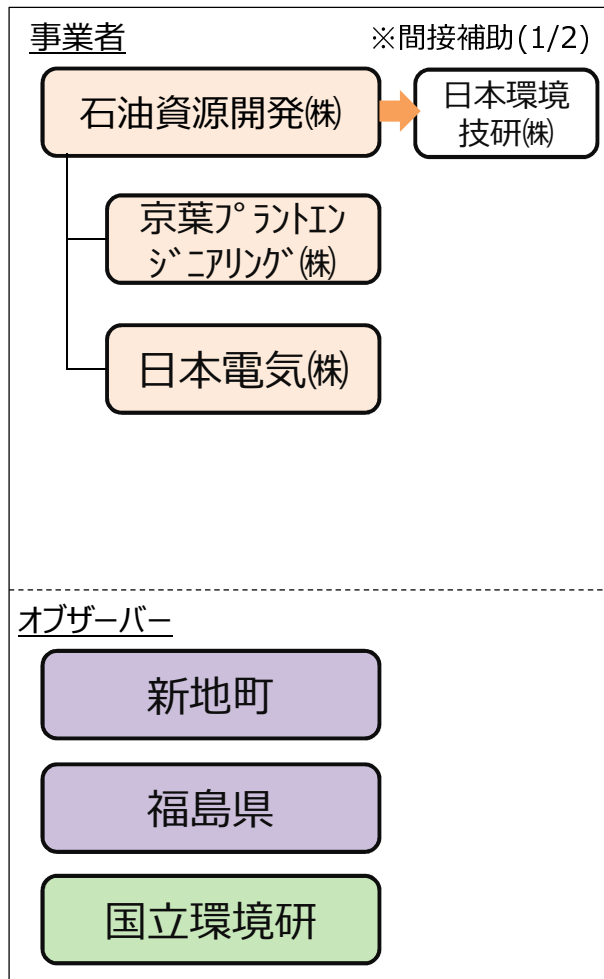 事業者 ※間接補助(1/2)
石油資源開発㈱
日本環境
技研㈱
京葉ﾌﾟﾗﾝﾄｴﾝ
ｼﾞﾆｱﾘﾝｸﾞ㈱
日本電気㈱
オブザーバー
新地町
福島県
国立環境研